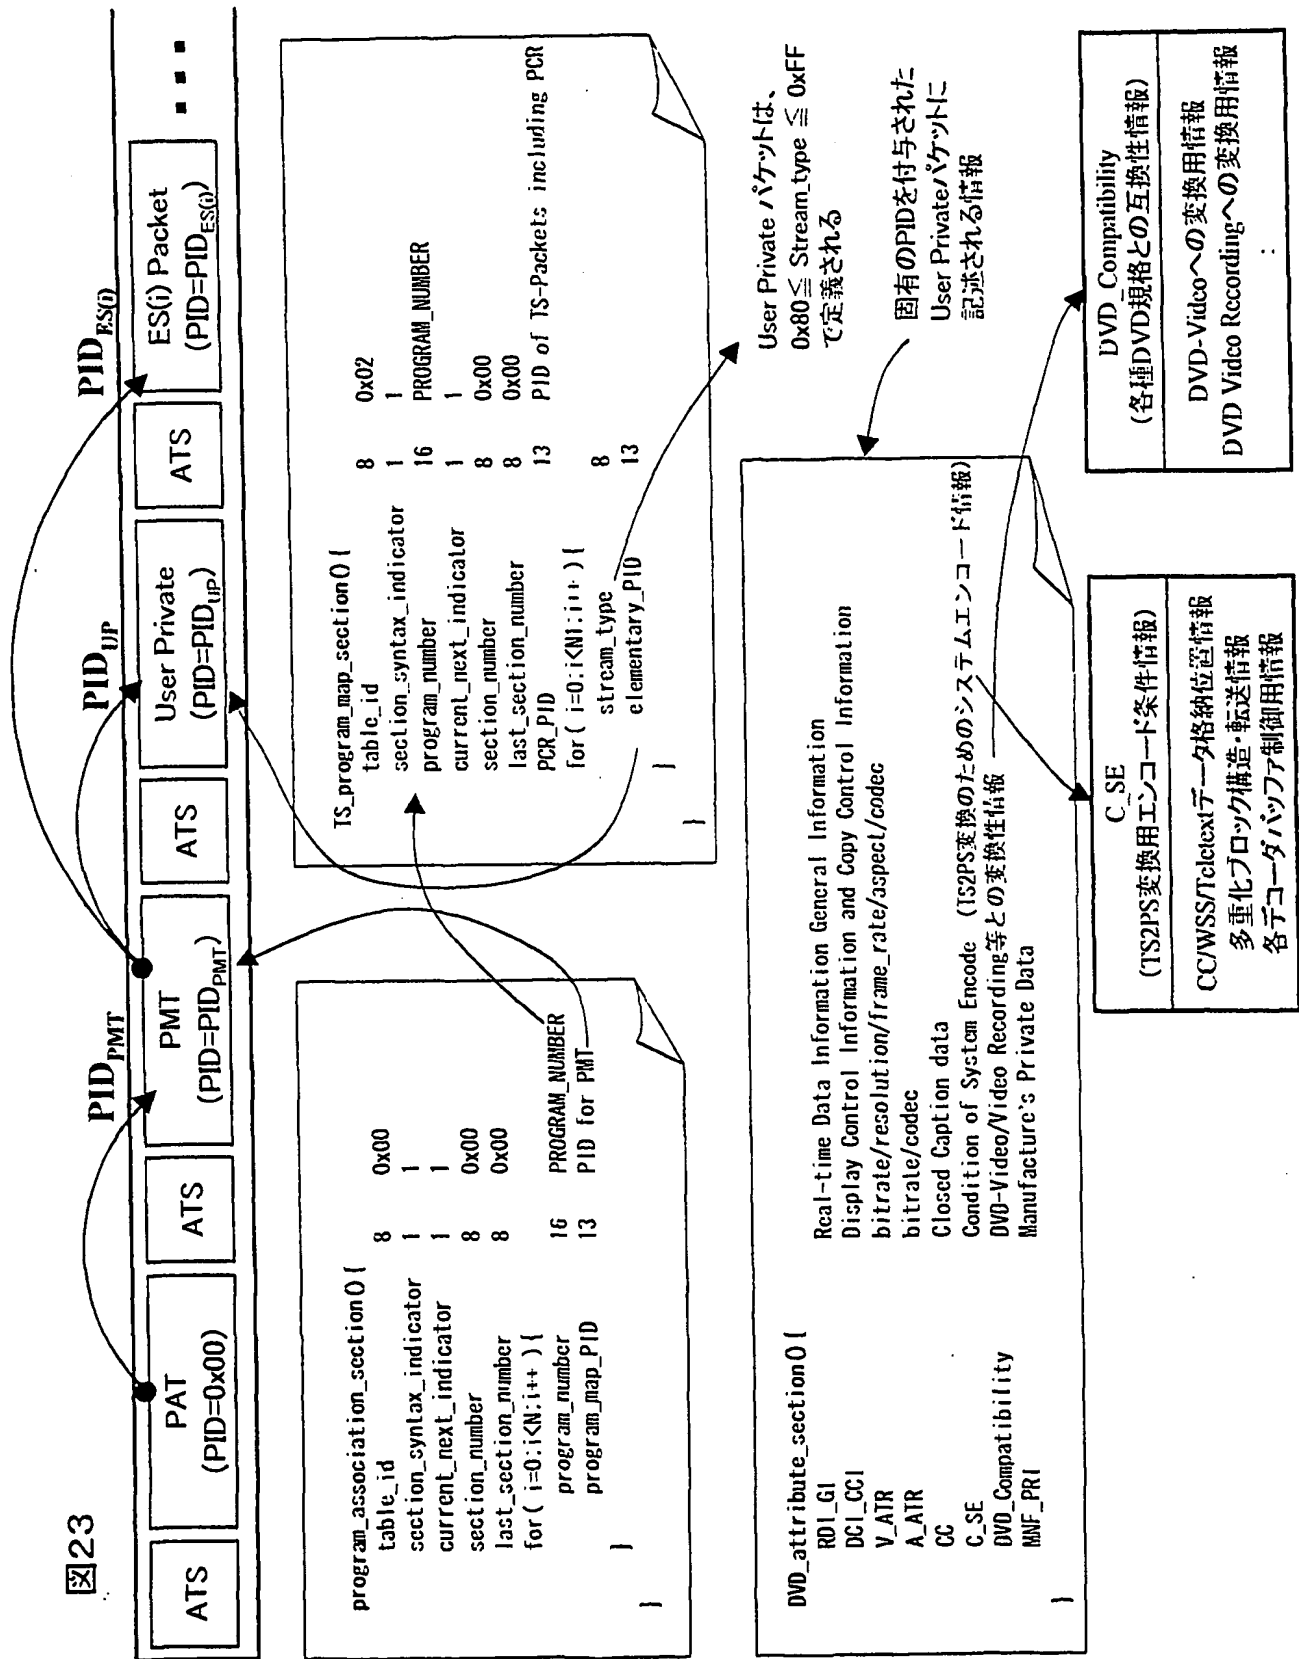 図23
PID_PMT
PID_UP
PID_ES(i)
ATS
PAT
(PID=0x00)
ATS
PMT
(PID=PID_PMT)
ATS
User Private
(PID=PID_UP)
ATS
ES(i) Packet
(PID=PID_ES(i))
program_association_section() {
table_id 8 0x00
section_syntax_indicator 1 1
current_next_indicator 1 1
section_number 8 0x00
last_section_number 8 0x00
for( i=0;i<N;i++ ) {
program_number 16 PROGRAM_NUMBER
program_map_PID 13 PID for PMT
}
}
TS_program_map_section() {
table_id 8 0x02
section_syntax_indicator 1 1
program_number 16 PROGRAM_NUMBER
current_next_indicator 1 1
section_number 8 0x00
last_section_number 8 0x00
PCR_PID 13 PID of TS-Packets including PCR
for( i=0;i<N1;i++ ) {
stream_type 8
elementary_PID 13
}
}
User Private パケットは、
0x80≦ Stream_type ≦ 0xFF
で定義される
DVD_attribute_section() {
RDI_GI Real-time Data Information General Information
DCI_CCI Display Control Information and Copy Control Information
V_ATR bitrate/resolution/frame_rate/aspect/codec
A_ATR bitrate/codec
CC Closed Caption data
C_SE Condition of System Encode (TS2PS変換のためのシステムエンコード情報)
DVD_Compatibility DVD-Video/Video Recording等との変換性情報
MNF_PRI Manufacture's Private Data
}
固有のPIDを付与された
User Privateパケットに
記述される情報
C_SE
(TS2PS変換用エンコード条件情報)
CC/WSS/Teletextデータ格納位置情報
多重化ブロック構造・転送情報
各デコーダバッファ制御用情報
DVD_Compatibility
(各種DVD規格との互換性情報)
DVD-Videoへの変換用情報
DVD Video Recordingへの変換用情報
: